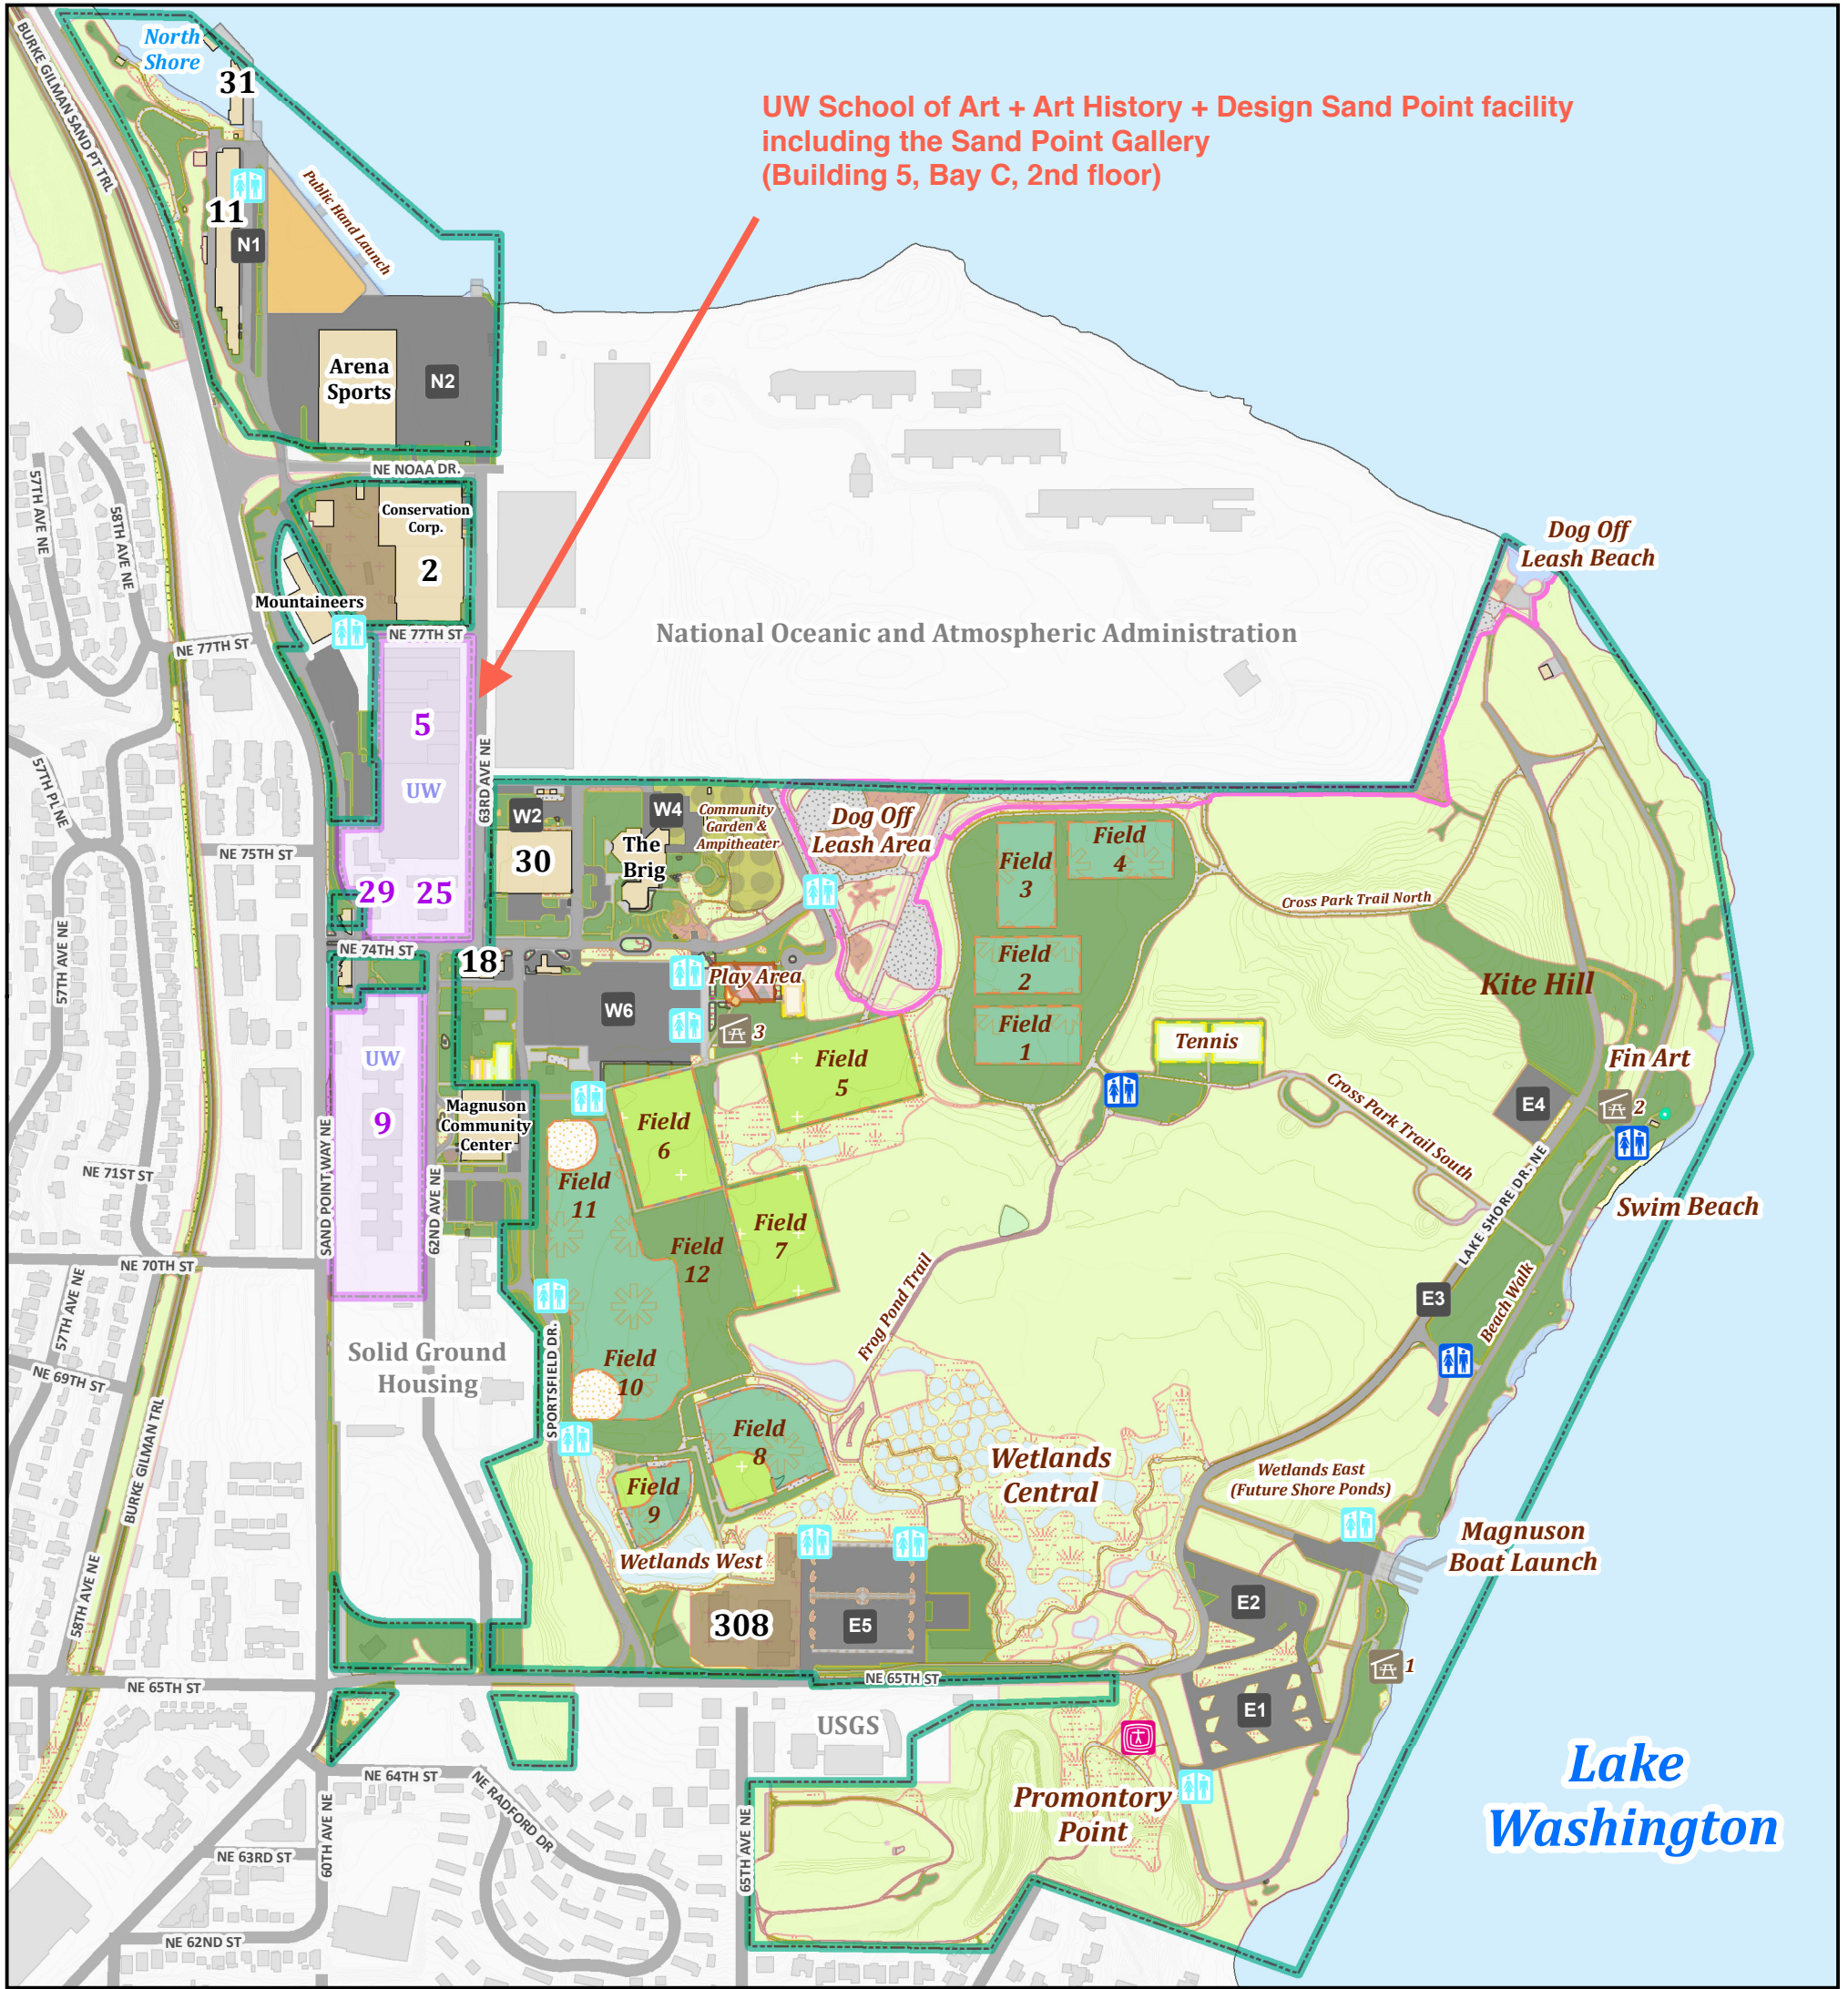 North
Shore
31
BURKE GILMAN SAND PT TRL
UW School of Art + Art History + Design Sand Point facility
including the Sand Point Gallery
(Building 5, Bay C, 2nd floor)
Public Hand Launch
11
N1
Arena
Sports
N2
NE NOAA DR.
57TH AVE NE
58TH AVE NE
Conservation
Corp.
2
Mountaineers
NE 77TH ST
NE 77TH ST
National Oceanic and Atmospheric Administration
Dog Off
Leash Beach
5
UW
63RD AVE NE
57TH PL NE
NE 75TH ST
W2
W4
Community
Garden &
Ampitheater
Dog Off
Leash Area
30
The
Brig
Field
3
Field
4
29
25
Cross Park Trail North
57TH AVE NE
NE 74TH ST
18
Play Area
Field
2
Kite Hill
W6
3
Field
1
Tennis
UW
Field
5
Fin Art
E4
2
Cross Park Trail South
9
Magnuson
Community
Center
Field
6
NE 71ST ST
SAND POINT WAY NE
62ND AVE NE
Field
11
Field
7
Field
12
Swim Beach
LAKE SHORE DR. NE
NE 70TH ST
57TH AVE NE
Frog Pond Trail
E3
Beach Walk
Solid Ground
Housing
SPORTSFIELD DR.
Field
10
NE 69TH ST
BURKE GILMAN TRL
Field
8
Field
9
Wetlands
Central
Wetlands East
(Future Shore Ponds)
Magnuson
Boat Launch
Wetlands West
58TH AVE NE
308
E5
E2
1
NE 65TH ST
NE 65TH ST
E1
USGS
NE 64TH ST
NE RADFORD DR
60TH AVE NE
65TH AVE NE
Promontory
Point
Lake
Washington
NE 63RD ST
NE 62ND ST